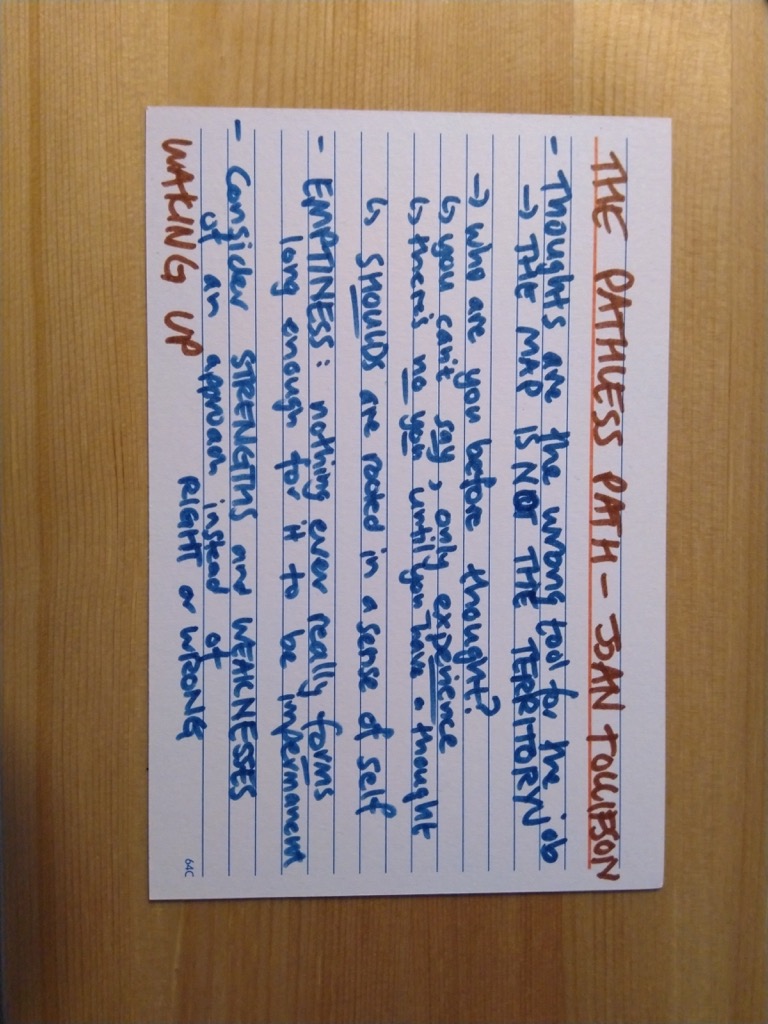 THE PATHLESS PATH - JOAN TOLLIFSON
- Thoughts are the wrong tool for the job
→ THE MAP IS NOT THE TERRITORY
→ who are you before thought?
↳ you can't say, only experience
↳ there's no you until you have a thought
↳ SHOULDS are rooted in a sense of self
- EMPTINESS: nothing ever really forms
long enough for it to be impermanent
- Consider STRENGTHS and WEAKNESSES
of an approach instead of
RIGHT or WRONG
WAKING UP
64C